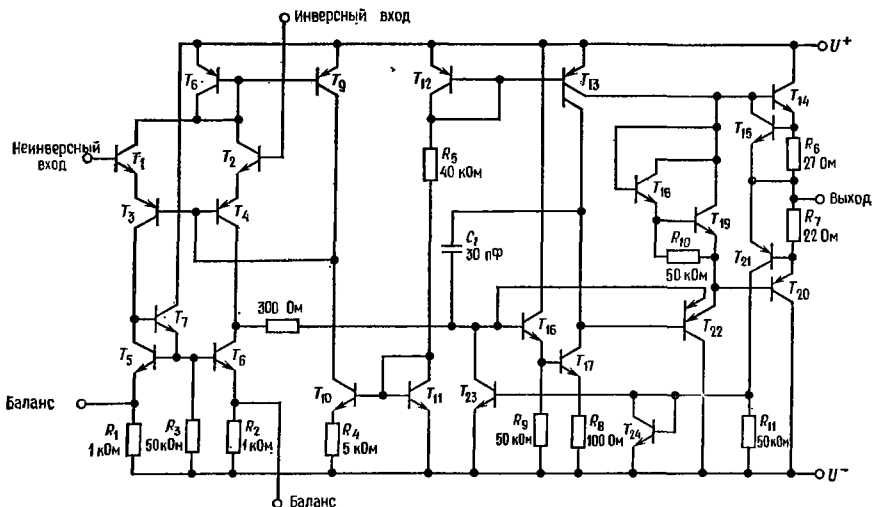 Инверсный вход
U⁺
T₆
T₉
T₁₂
T₁₃
T₁₄
T₁₅
Неинверсный
вход
T₁
T₂
R₅
40 кОм
R₆
27 Ом
T₁₈
Выход
T₃
T₄
T₁₉
R₇
22 Ом
C₁
30 пФ
R₁₀
50 кОм
T₂₁
T₂₀
300 Ом
T₇
T₁₆
T₂₂
T₅
T₆
T₁₇
Баланс
T₁₀
T₁₁
T₂₃
R₁
1 кОм
R₃
50 кОм
R₂
1 кОм
R₄
5 кОм
R₉
50 кОм
R₈
100 Ом
T₂₄
R₁₁
50 кОм
U⁻
Баланс